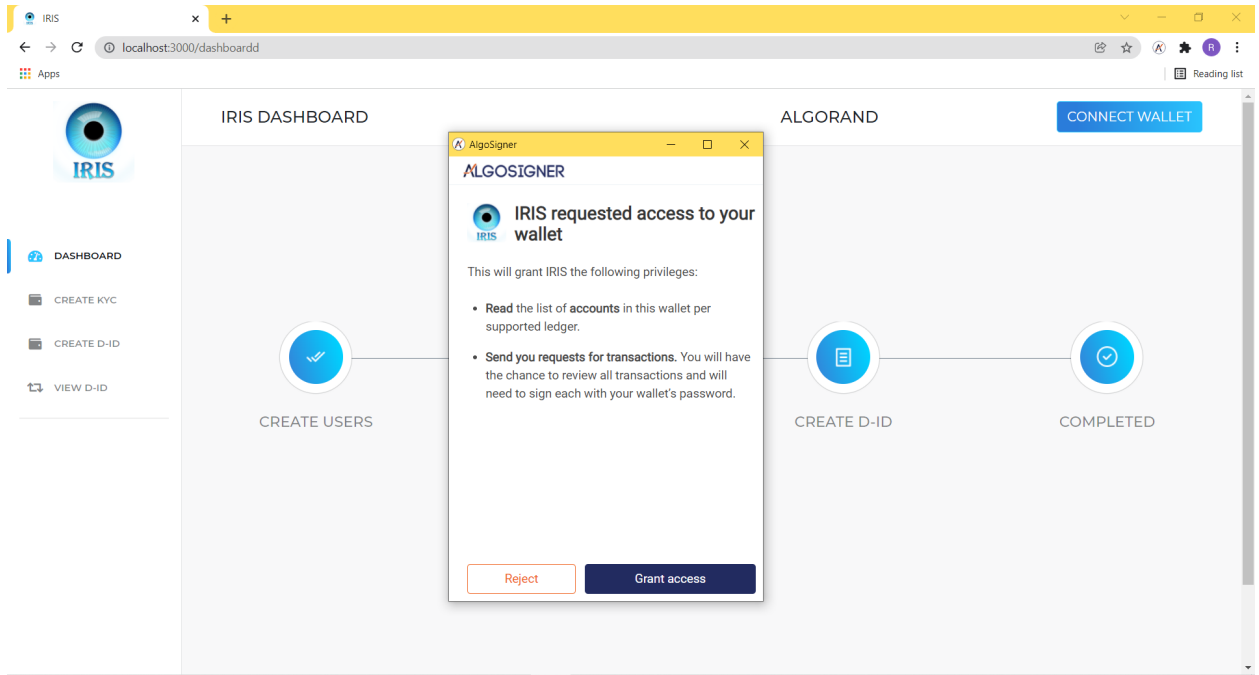 IRIS
localhost:3000/dashboardd
R
Apps
Reading list
IRIS
IRIS DASHBOARD
ALGORAND
CONNECT WALLET
DASHBOARD
CREATE KYC
CREATE D-ID
VIEW D-ID
CREATE USERS
CREATE D-ID
COMPLETED
AlgoSigner
ALGOSIGNER
IRIS
IRIS requested access to your
wallet
This will grant IRIS the following privileges:
Read the list of accounts in this wallet per
supported ledger.
Send you requests for transactions. You will have
the chance to review all transactions and will
need to sign each with your wallet's password.
Reject
Grant access